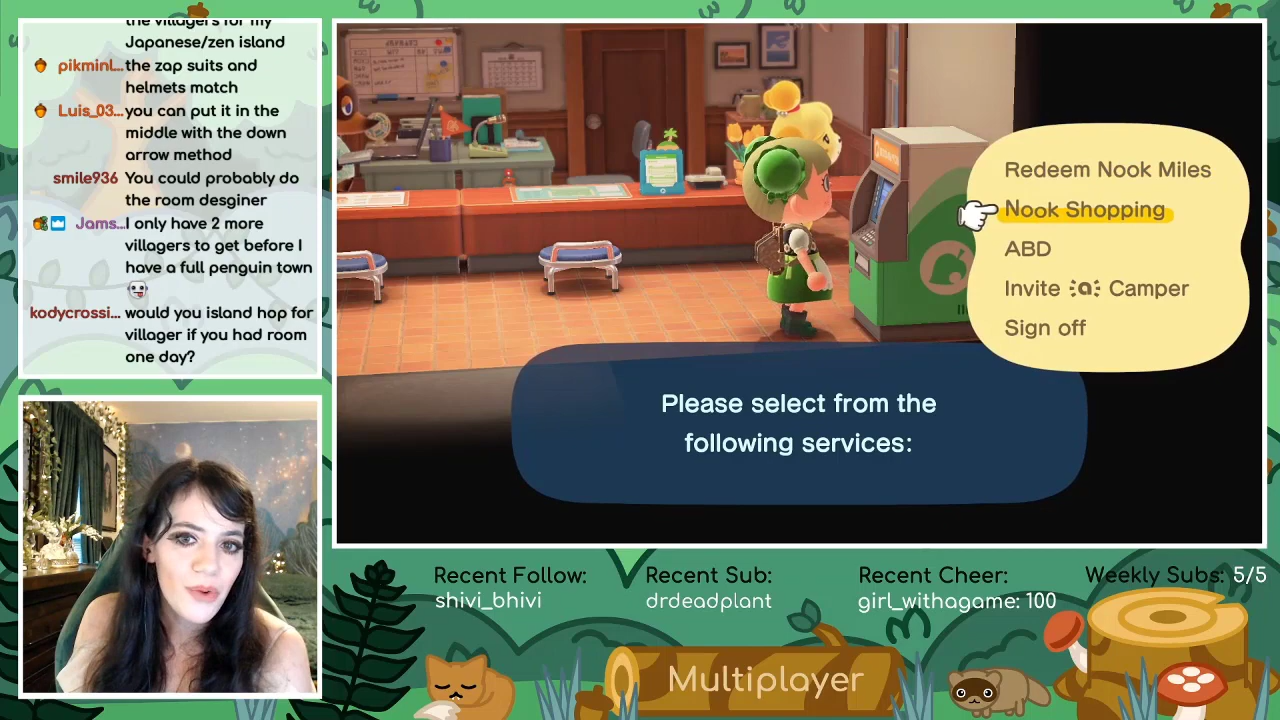 the villagers for my
Japanese/zen island
pikminl... the zap suits and
helmets match
Luis_03... you can put it in the
middle with the down
arrow method
smile936 You could probably do
the room desginer
Jams... I only have 2 more
villagers to get before I
have a full penguin town
kodycrossi... would you island hop for
villager if you had room
one day?
Redeem Nook Miles
Nook Shopping
ABD
Invite a Camper
Sign off
Please select from the
following services:
Recent Follow:
shivi_bhivi
Recent Sub:
drdeadplant
Recent Cheer:
girl_withagame: 100
Weekly Subs: 5/5
Multiplayer